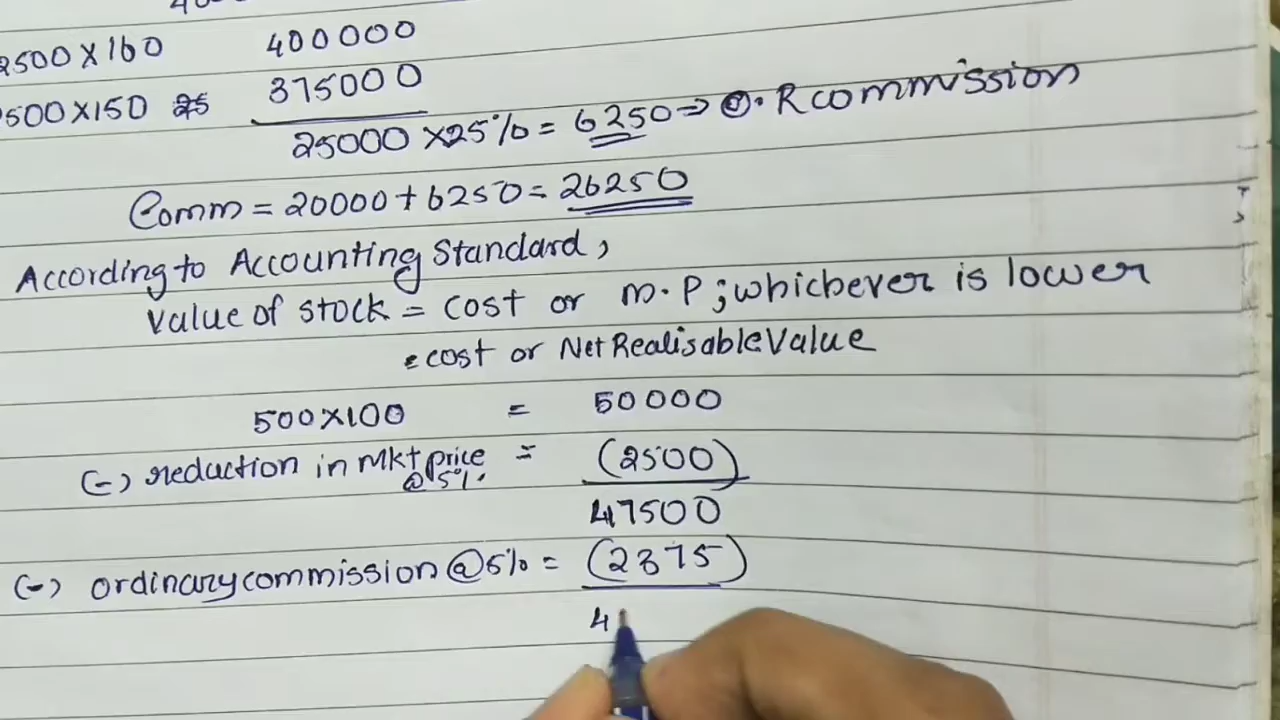 2500 X 160 400000
500 X 150 375000
25000 X 25% = 6250 => O.R commission
Comm = 20000 + 6250 = 26250
According to Accounting Standard,
Value of stock = cost or m.P ; whichever is lower
= cost or Net Realisable Value
500 X 100 = 50000
(-) reduction in Mkt price @ 5%. = (2500)
47500
(-) ordinary commission @ 5% = (2375)
4